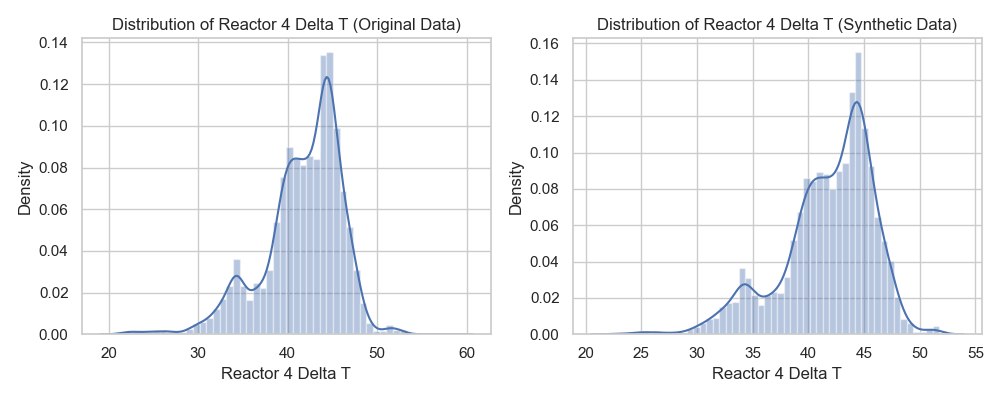 Distribution of Reactor 4 Delta T (Original Data)
0.14
0.12
0.10
0.08
0.06
0.04
0.02
0.00
Density
20 30 40 50 60
Reactor 4 Delta T
Distribution of Reactor 4 Delta T (Synthetic Data)
0.16
0.14
0.12
0.10
0.08
0.06
0.04
0.02
0.00
Density
20 25 30 35 40 45 50 55
Reactor 4 Delta T